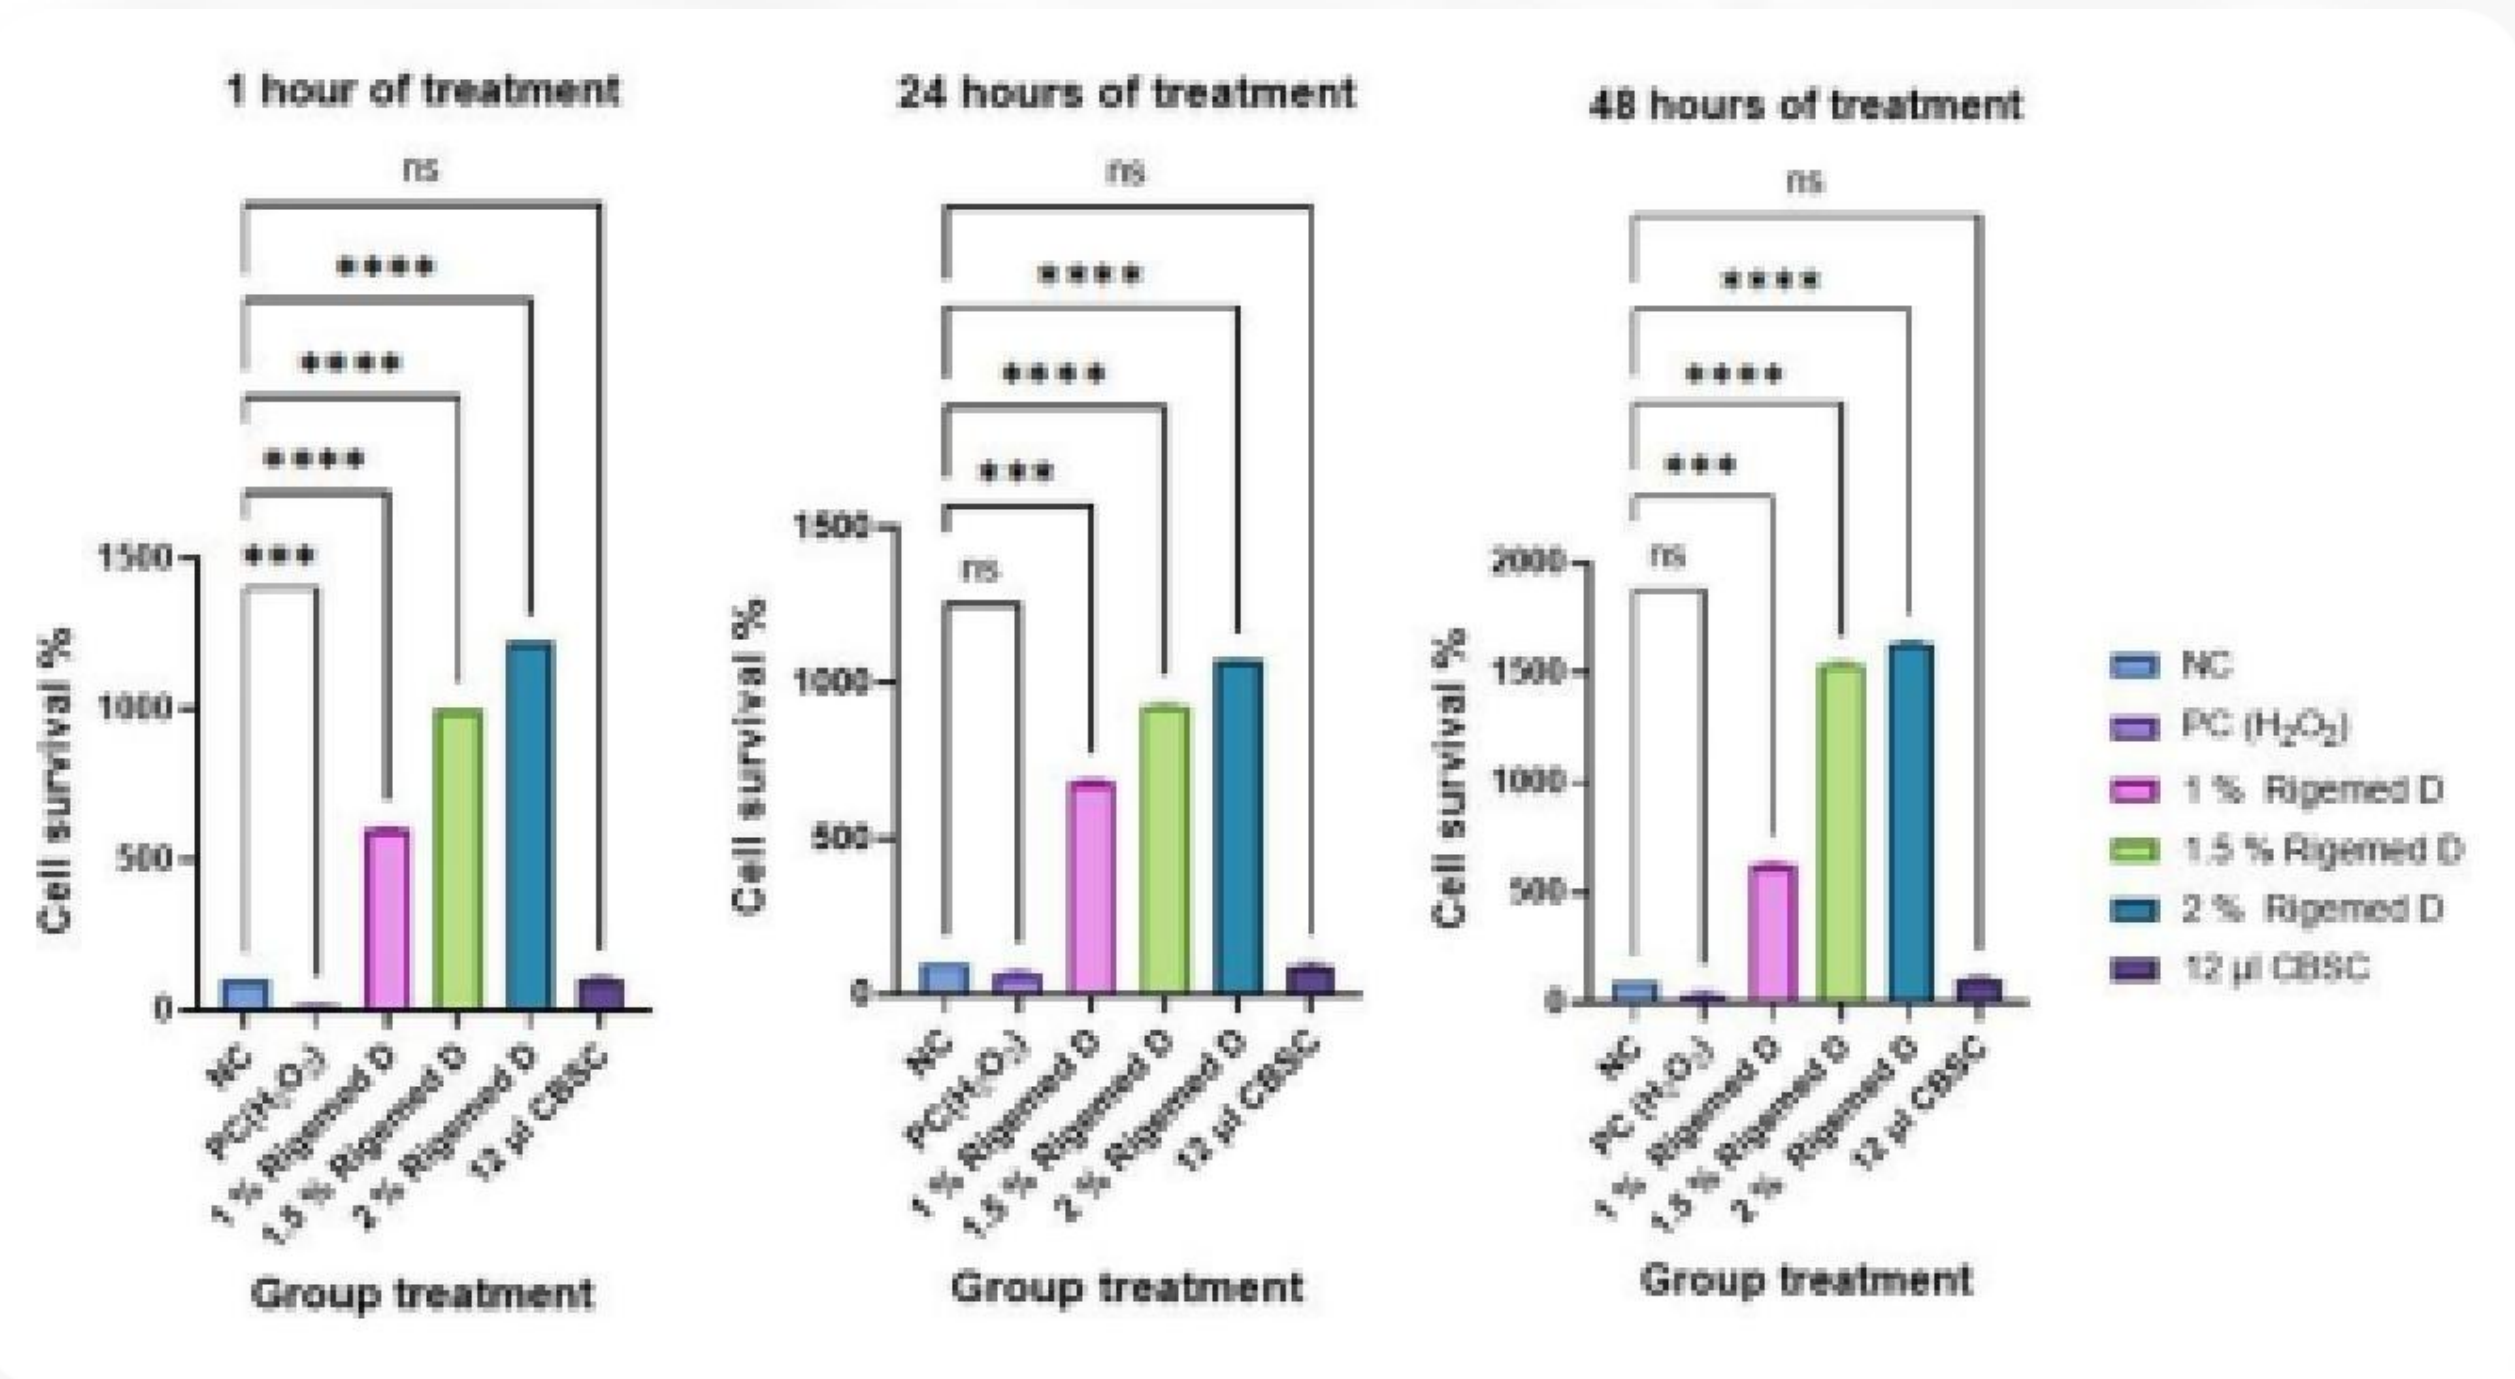 1 hour of treatment
ns
****
****
****
***
1500
1000
500
0
Cell survival %
NC
PC(H₂O₂)
1 % Rigemed D
1.5 % Rigemed D
2 % Rigemed D
12 µl CBSC
Group treatment
24 hours of treatment
ns
****
****
***
ns
1500
1000
500
0
Cell survival %
NC
PC(H₂O₂)
1 % Rigemed D
1.5 % Rigemed D
2 % Rigemed D
12 µl CBSC
Group treatment
48 hours of treatment
ns
****
****
***
ns
2000
1500
1000
500
0
Cell survival %
NC
PC (H₂O₂)
1 % Rigemed D
1.5 % Rigemed D
2 % Rigemed D
12 µl CBSC
Group treatment
NC
PC (H₂O₂)
1 % Rigemed D
1.5 % Rigemed D
2 % Rigemed D
12 µl CBSC